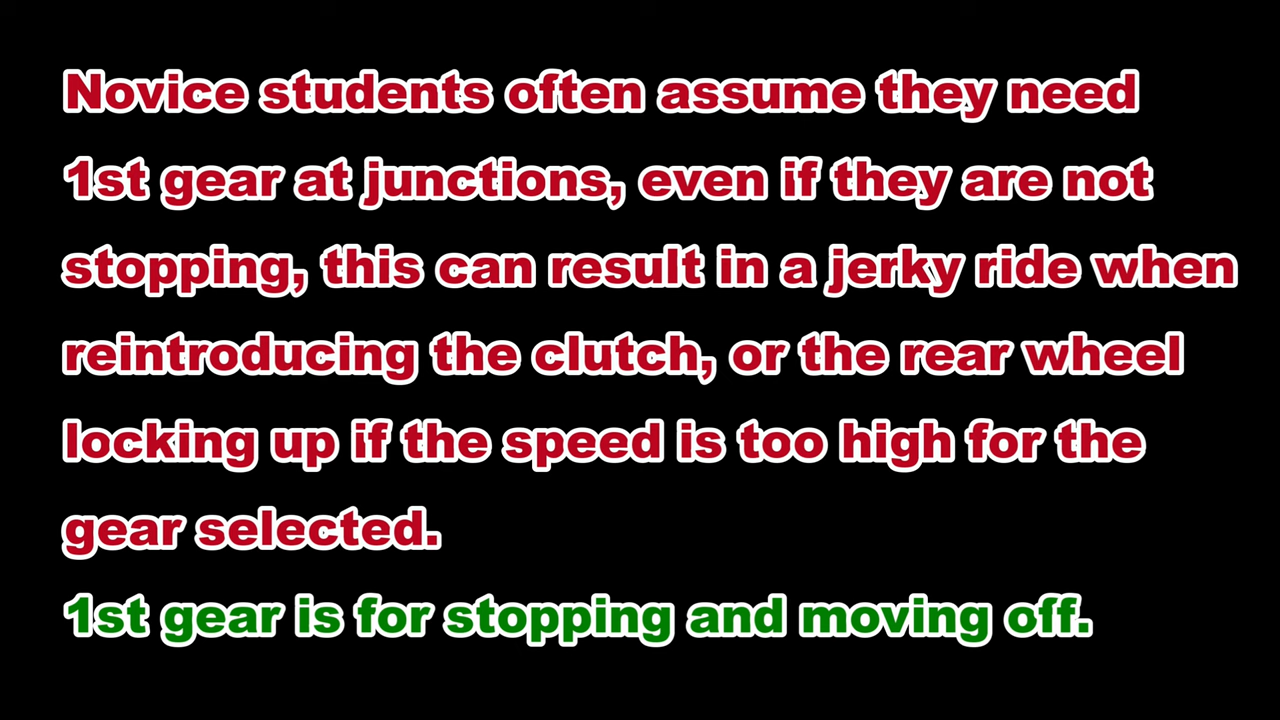 Novice students often assume they need
1st gear at junctions, even if they are not
stopping, this can result in a jerky ride when
reintroducing the clutch, or the rear wheel
locking up if the speed is too high for the
gear selected.
1st gear is for stopping and moving off.